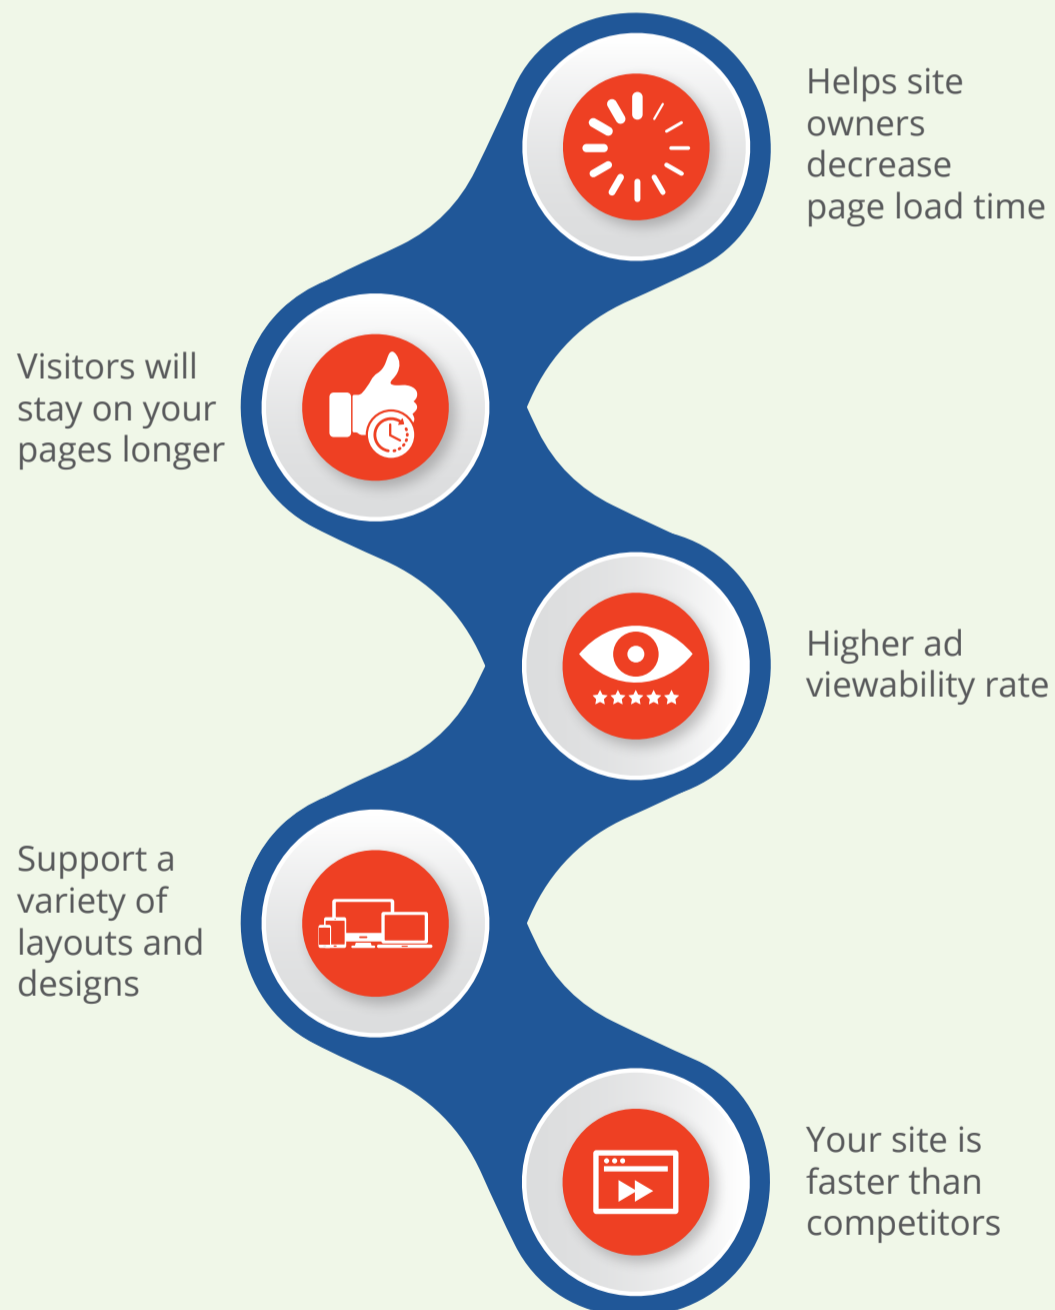 Helps site
owners
decrease
page load time
Visitors will
stay on your
pages longer
Higher ad
viewability rate
Support a
variety of
layouts and
designs
Your site is
faster than
competitors